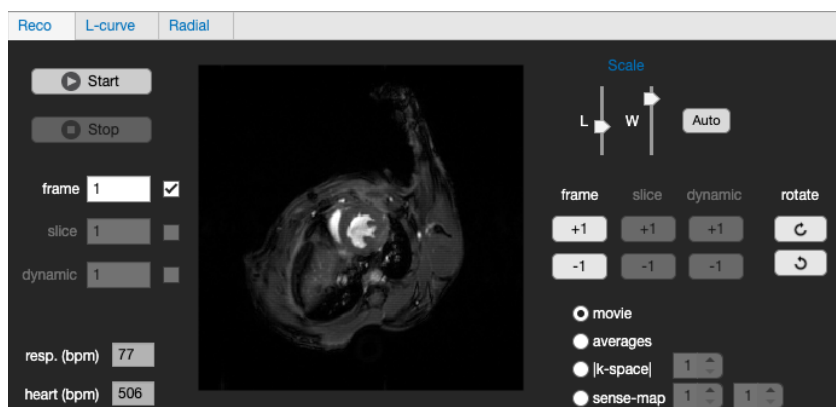 Reco L-curve Radial
Start
Stop
frame 1
slice 1
dynamic 1
resp. (bpm) 77
heart (bpm) 506
Scale
L W Auto
frame slice dynamic rotate
+1 +1 +1
-1 -1 -1
movie
averages
|k-space| 1
sense-map 1 1